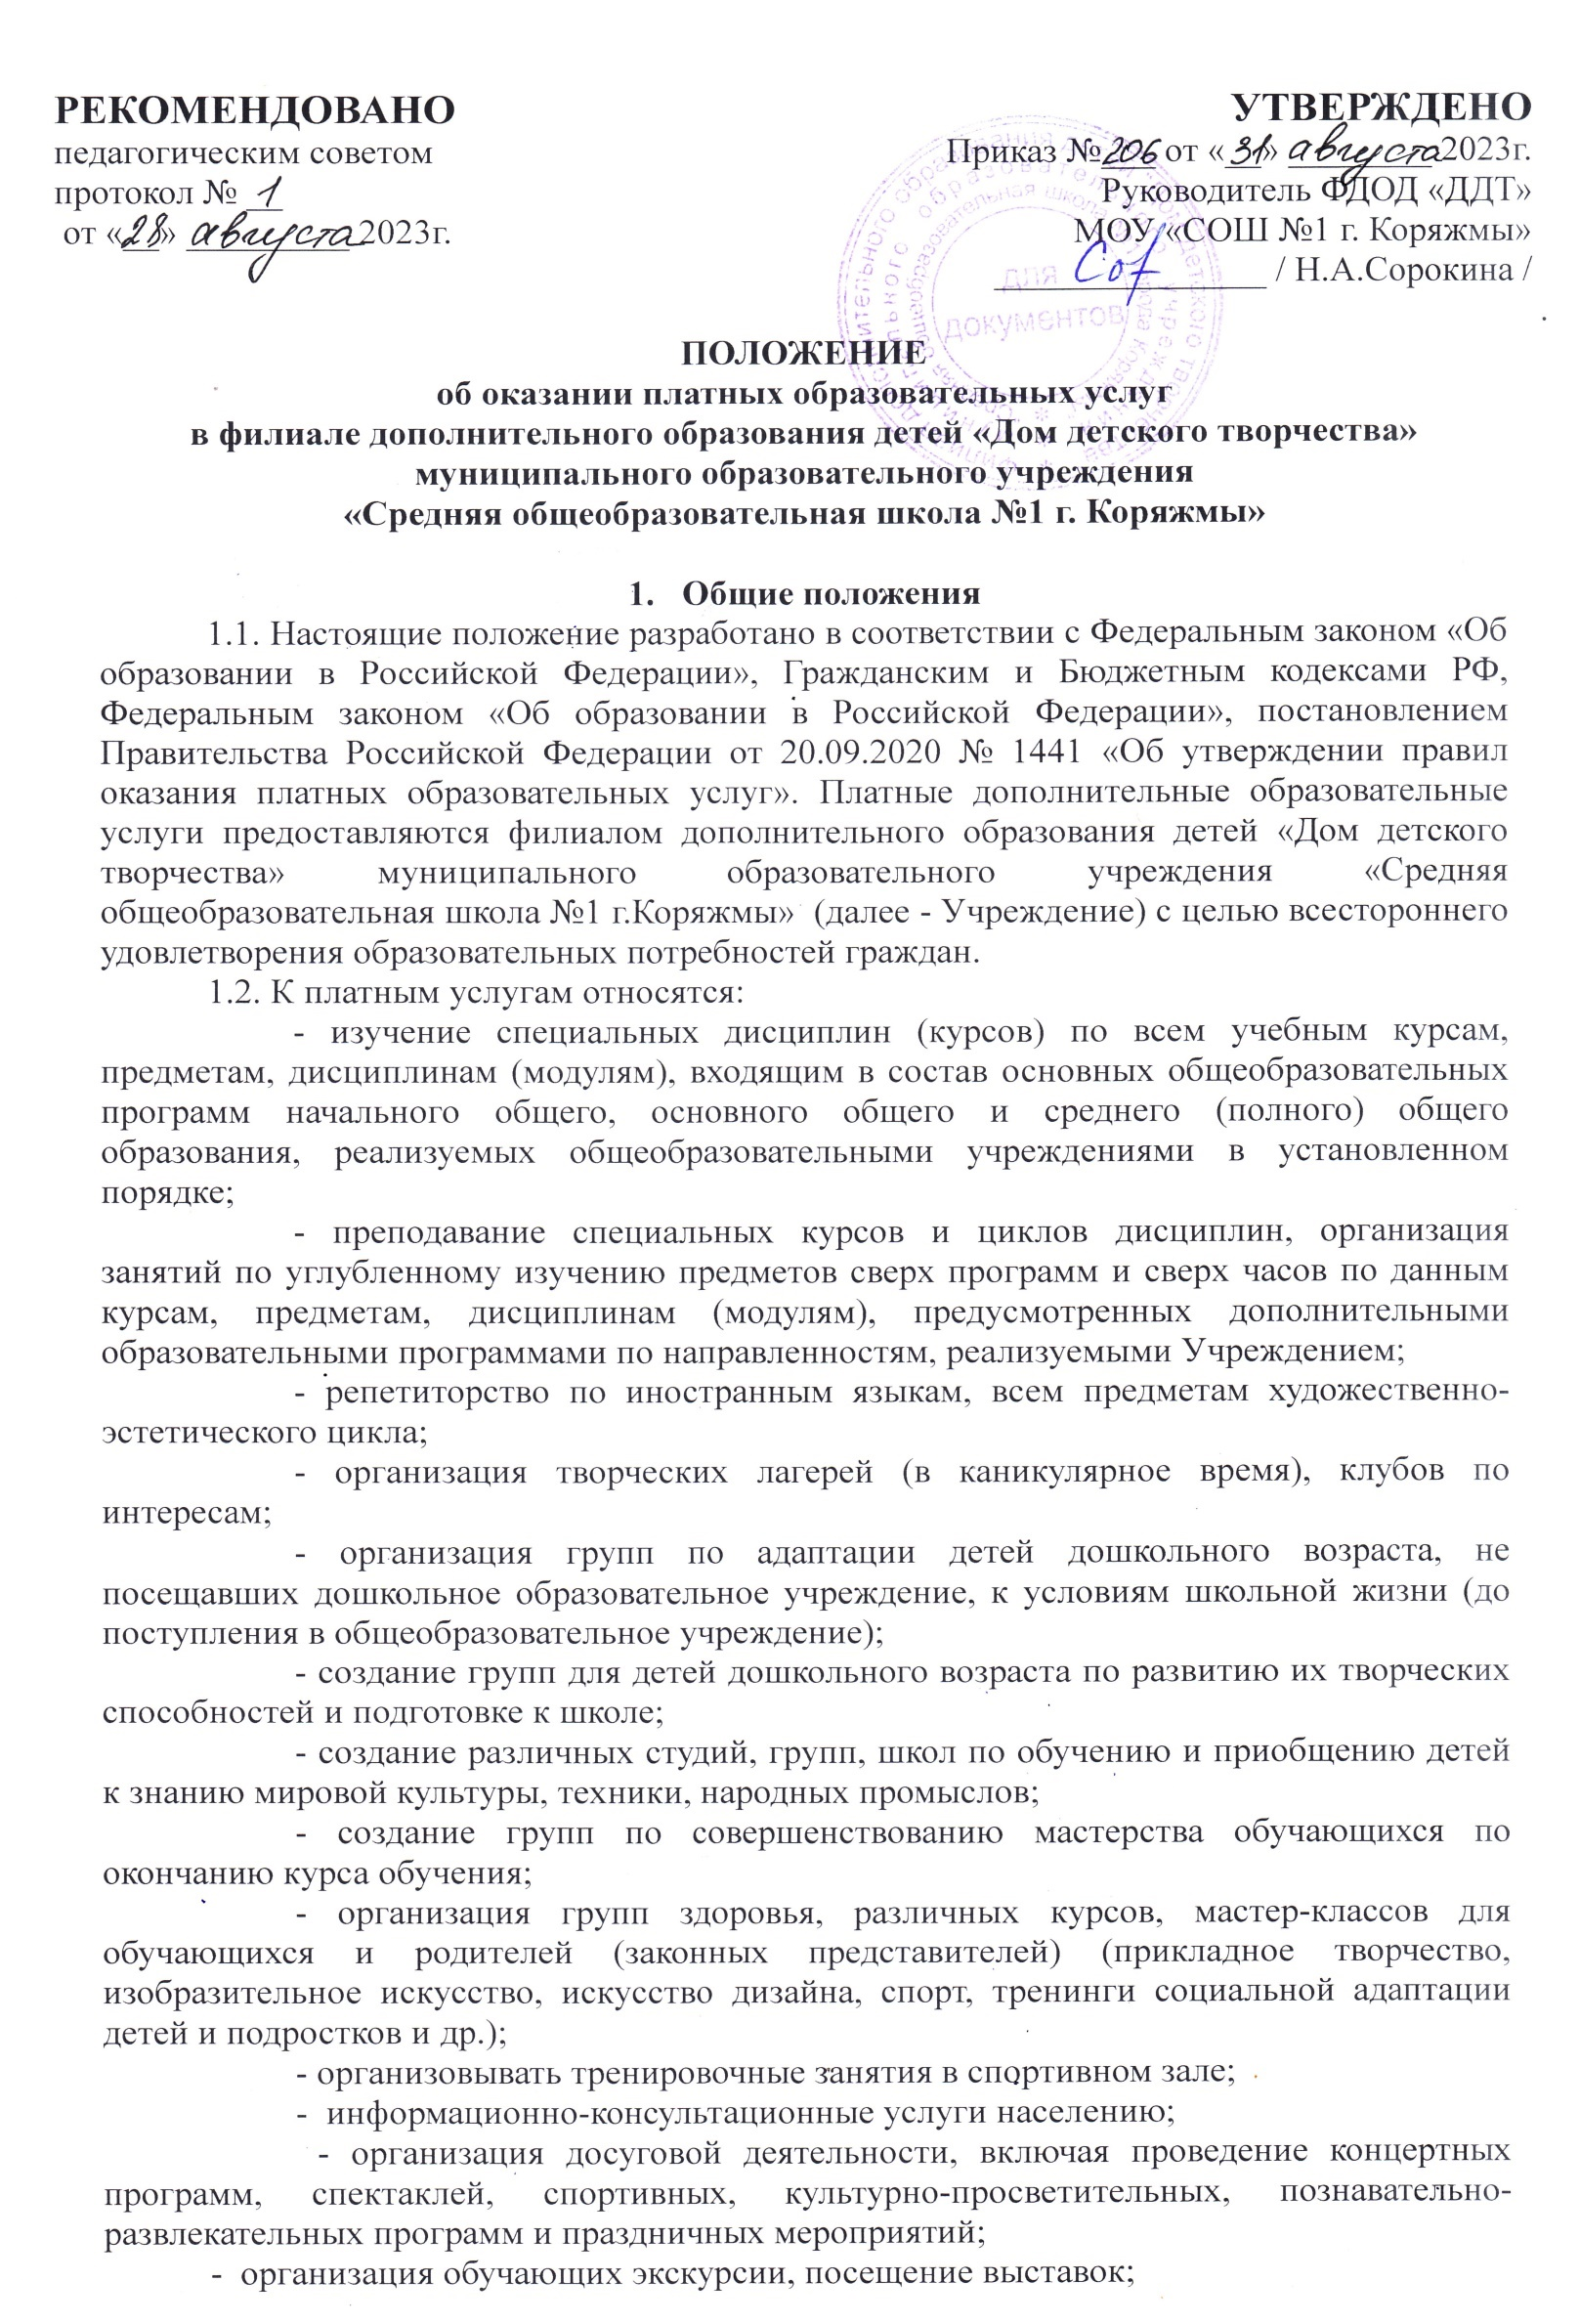 РЕКОМЕНДОВАНО
педагогическим советом
протокол № 1
от «28» августа 2023г.
УТВЕРЖДЕНО
Приказ №206 от «31» августа 2023г.
Руководитель ФДОД «ДДТ»
МОУ «СОШ №1 г. Коряжмы»
/ Н.А.Сорокина /
для
документов
ПОЛОЖЕНИЕ
об оказании платных образовательных услуг
в филиале дополнительного образования детей «Дом детского творчества»
муниципального образовательного учреждения
«Средняя общеобразовательная школа №1 г. Коряжмы»
1. Общие положения
1.1. Настоящие положение разработано в соответствии с Федеральным законом «Об
образовании в Российской Федерации», Гражданским и Бюджетным кодексами РФ,
Федеральным законом «Об образовании в Российской Федерации», постановлением
Правительства Российской Федерации от 20.09.2020 № 1441 «Об утверждении правил
оказания платных образовательных услуг». Платные дополнительные образовательные
услуги предоставляются филиалом дополнительного образования детей «Дом детского
творчества» муниципального образовательного учреждения «Средняя
общеобразовательная школа №1 г.Коряжмы» (далее - Учреждение) с целью всестороннего
удовлетворения образовательных потребностей граждан.
1.2. К платным услугам относятся:
- изучение специальных дисциплин (курсов) по всем учебным курсам,
предметам, дисциплинам (модулям), входящим в состав основных общеобразовательных
программ начального общего, основного общего и среднего (полного) общего
образования, реализуемых общеобразовательными учреждениями в установленном
порядке;
- преподавание специальных курсов и циклов дисциплин, организация
занятий по углубленному изучению предметов сверх программ и сверх часов по данным
курсам, предметам, дисциплинам (модулям), предусмотренных дополнительными
образовательными программами по направленностям, реализуемыми Учреждением;
- репетиторство по иностранным языкам, всем предметам художественно-
эстетического цикла;
- организация творческих лагерей (в каникулярное время), клубов по
интересам;
- организация групп по адаптации детей дошкольного возраста, не
посещавших дошкольное образовательное учреждение, к условиям школьной жизни (до
поступления в общеобразовательное учреждение);
- создание групп для детей дошкольного возраста по развитию их творческих
способностей и подготовке к школе;
- создание различных студий, групп, школ по обучению и приобщению детей
к знанию мировой культуры, техники, народных промыслов;
- создание групп по совершенствованию мастерства обучающихся по
окончанию курса обучения;
- организация групп здоровья, различных курсов, мастер-классов для
обучающихся и родителей (законных представителей) (прикладное творчество,
изобразительное искусство, искусство дизайна, спорт, тренинги социальной адаптации
детей и подростков и др.);
- организовывать тренировочные занятия в спортивном зале;
- информационно-консультационные услуги населению;
- организация досуговой деятельности, включая проведение концертных
программ, спектаклей, спортивных, культурно-просветительных, познавательно-
развлекательных программ и праздничных мероприятий;
- организация обучающих экскурсии, посещение выставок;